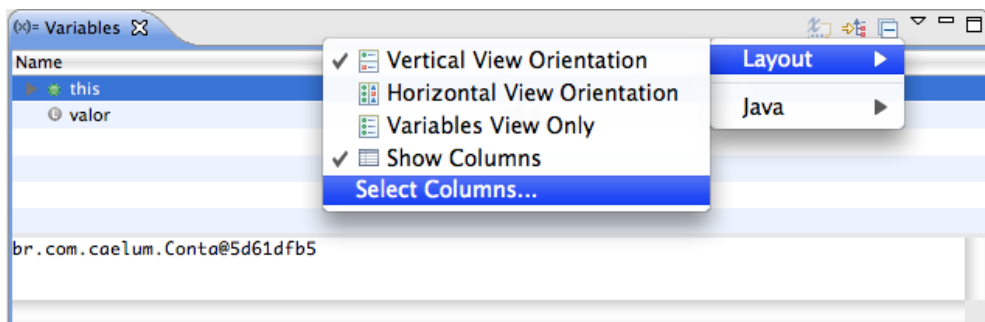 (x)= Variables
Name
this
valor
Vertical View Orientation
Horizontal View Orientation
Variables View Only
Show Columns
Select Columns...
Layout
Java
br.com.caelum.Conta@5d61dfb5